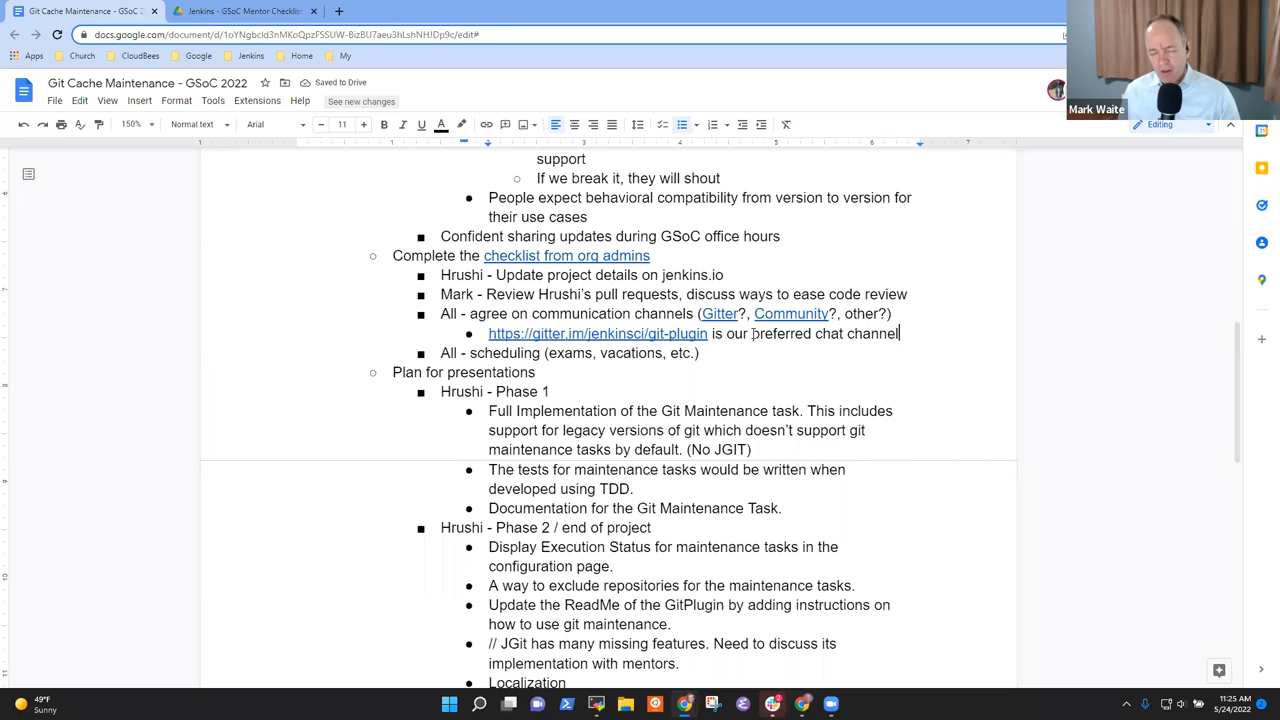 Git Cache Maintenance - GSoC 2
Jenkins - GSoC Mentor Checklis
docs.google.com/document/d/1oYNgbcId3nMKoQpzFSSUW-BizBU7aeu3hLshNHJDp9c/edit#
Apps
Church
CloudBees
Google
Jenkins
Home
My
Git Cache Maintenance - GSoC 2022
Saved to Drive
File Edit View Insert Format Tools Extensions Help
See new changes
150%
Normal text
Arial
11
Editing
Mark Waite
support
If we break it, they will shout
People expect behavioral compatibility from version to version for
their use cases
Confident sharing updates during GSoC office hours
Complete the checklist from org admins
Hrushi - Update project details on jenkins.io
Mark - Review Hrushi's pull requests, discuss ways to ease code review
All - agree on communication channels (Gitter?, Community?, other?)
https://gitter.im/jenkinsci/git-plugin is our preferred chat channel
All - scheduling (exams, vacations, etc.)
Plan for presentations
Hrushi - Phase 1
Full Implementation of the Git Maintenance task. This includes
support for legacy versions of git which doesn't support git
maintenance tasks by default. (No JGIT)
The tests for maintenance tasks would be written when
developed using TDD.
Documentation for the Git Maintenance Task.
Hrushi - Phase 2 / end of project
Display Execution Status for maintenance tasks in the
configuration page.
A way to exclude repositories for the maintenance tasks.
Update the ReadMe of the GitPlugin by adding instructions on
how to use git maintenance.
// JGit has many missing features. Need to discuss its
implementation with mentors.
Localization
49°F
Sunny
11:25 AM
5/24/2022